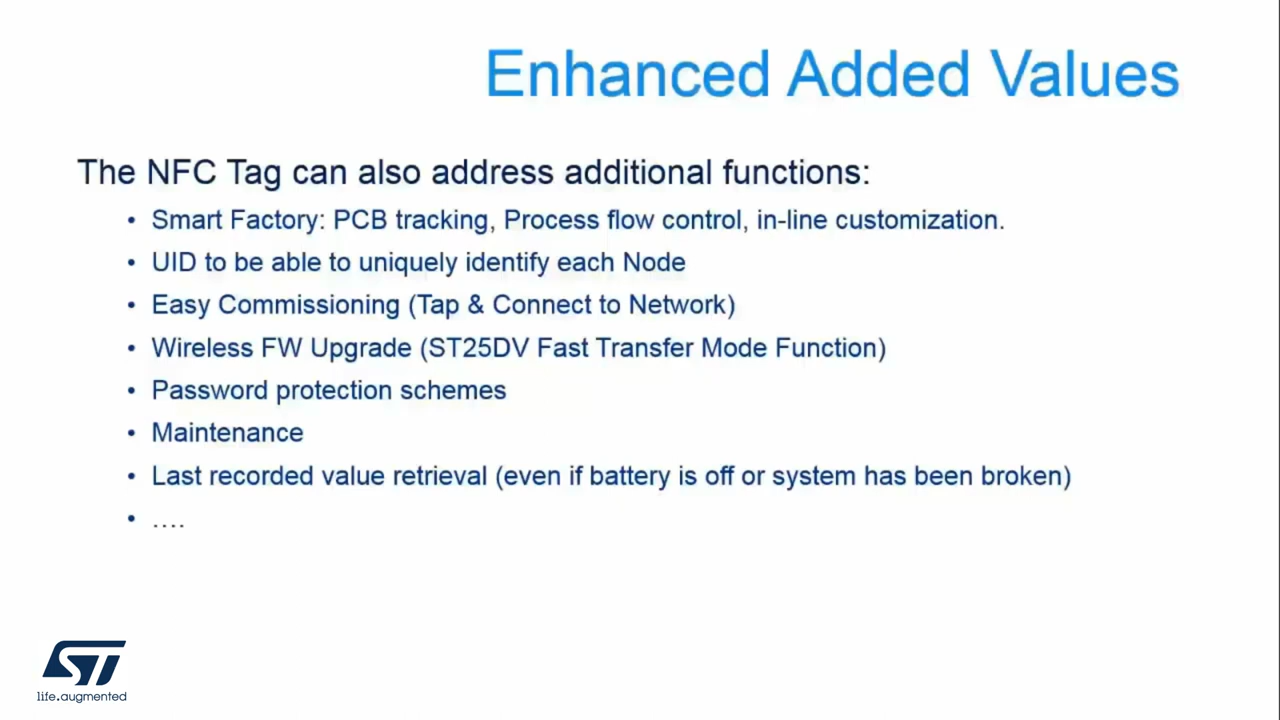 Enhanced Added Values
The NFC Tag can also address additional functions:
• Smart Factory: PCB tracking, Process flow control, in-line customization.
• UID to be able to uniquely identify each Node
• Easy Commissioning (Tap & Connect to Network)
• Wireless FW Upgrade (ST25DV Fast Transfer Mode Function)
• Password protection schemes
• Maintenance
• Last recorded value retrieval (even if battery is off or system has been broken)
• ....
ST
life.augmented